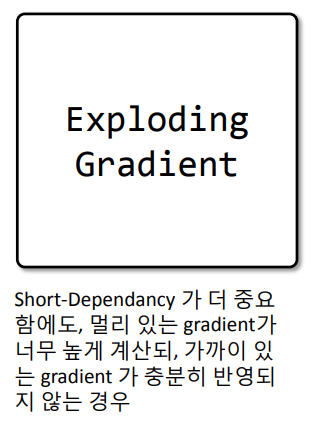 Exploding
Gradient
Short-Dependancy 가 더 중요
함에도, 멀리 있는 gradient가
너무 높게 계산되, 가까이 있
는 gradient 가 충분히 반영되
지 않는 경우